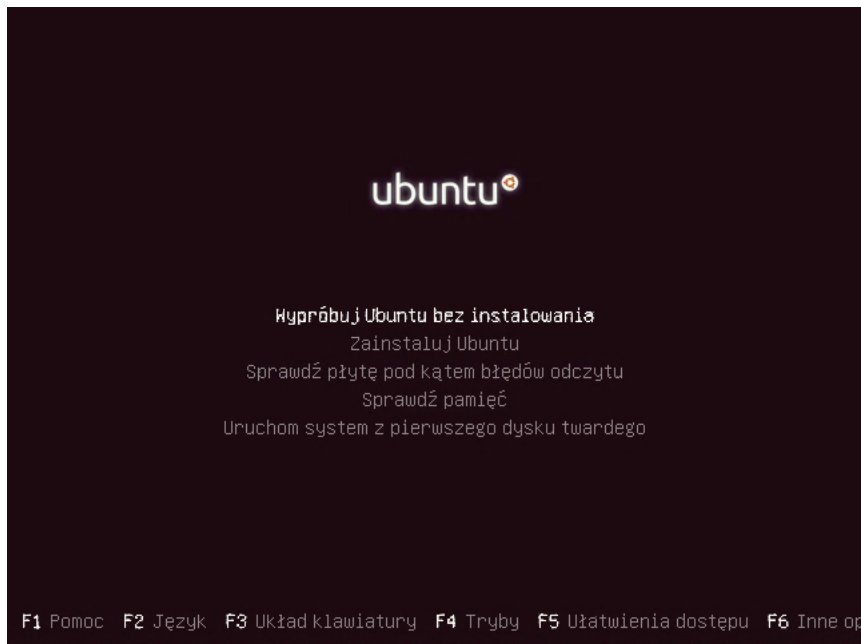 ubuntu
Wypróbuj Ubuntu bez instalowania
Zainstaluj Ubuntu
Sprawdź płytę pod kątem błędów odczytu
Sprawdź pamięć
Uruchom system z pierwszego dysku twardego
F1 Pomoc F2 Język F3 Układ klawiatury F4 Tryby F5 Ułatwienia dostępu F6 Inne op